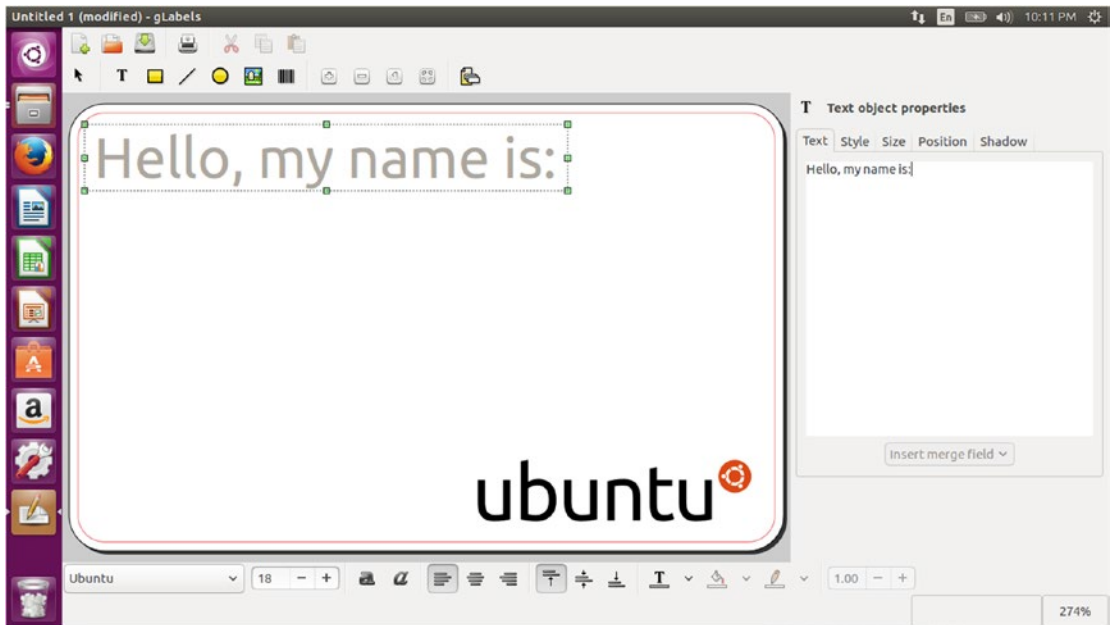 Untitled 1 (modified) - gLabels
En
10:11 PM
T
Hello, my name is:
ubuntu
T Text object properties
Text Style Size Position Shadow
Hello, my name is:
Insert merge field
a
Ubuntu
18 - +
a a
T
1.00 - +
274%